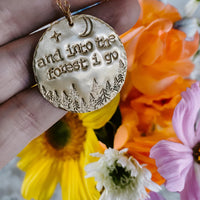 and into the
forest i go